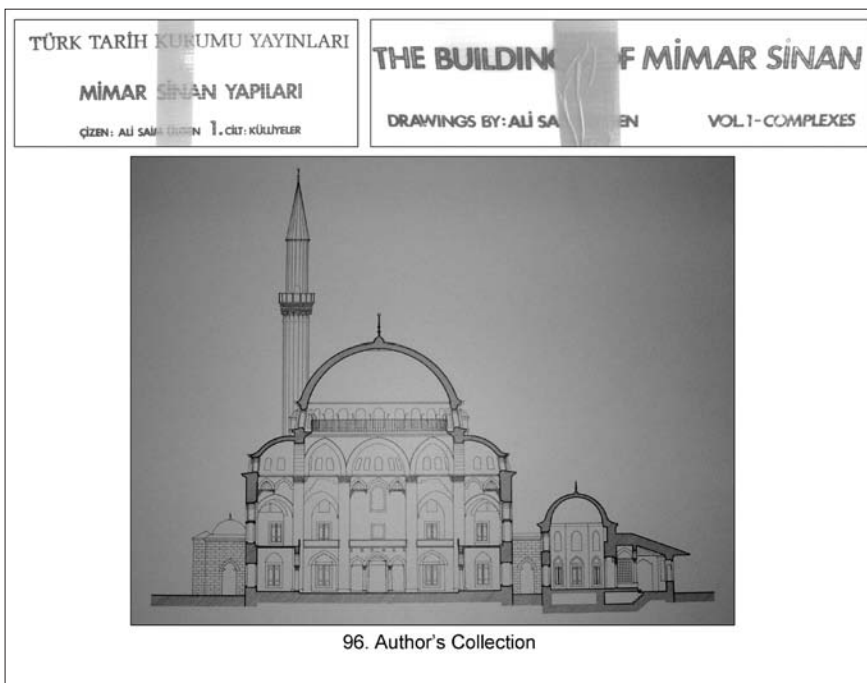 TÜRK TARİH KURUMU YAYINLARI
MİMAR SİNAN YAPILARI
ÇİZEN: ALİ SAİM ÜLGEN 1.CİLT: KÜLLİYELER
THE BUILDING F MİMAR SİNAN
DRAWINGS BY: ALİ SA EN VOL.1-COMPLEXES
96. Author's Collection